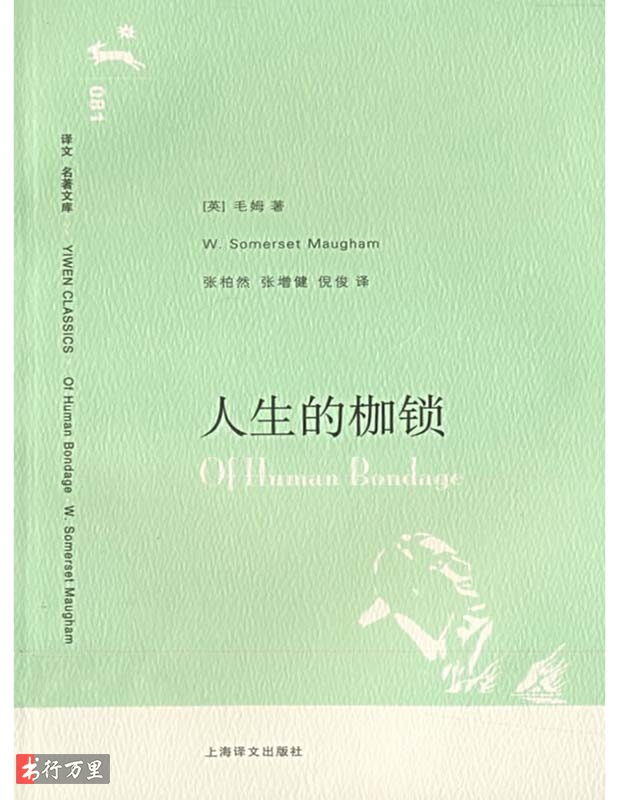 081
译文 名著文库
YIWEN CLASSICS
Of Human Bondage · W. Somerset Maugham
[英] 毛姆 著
W. Somerset Maugham
张柏然 张增健 倪俊 译
人生的枷锁
Of Human Bondage
上海译文出版社
书行万里